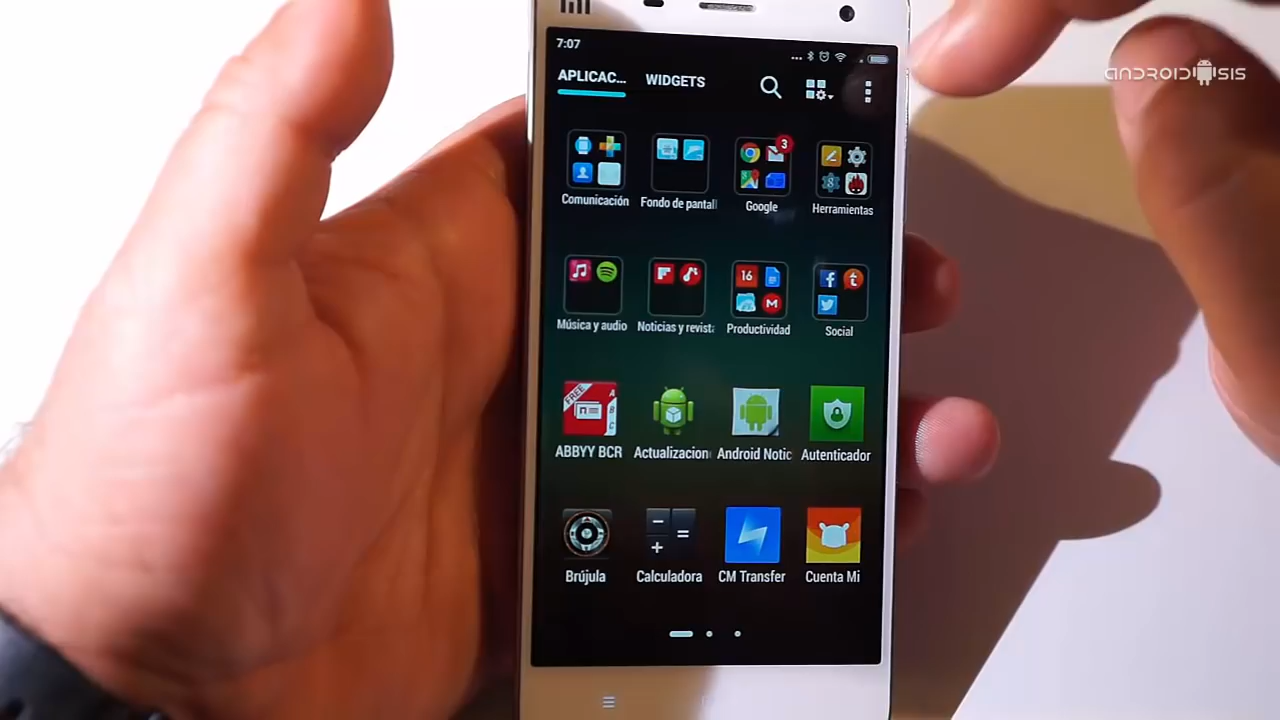 7:07
ANDROIDSIS
APLICAC...
WIDGETS
3
Comunicación
Fondo de pantal
Google
Herramientas
16
Música y audio
Noticias y revist
Productividad
Social
FREE
A
B
C
ABBYY BCR
Actualizacion
Android Notic
Autenticador
Brújula
Calculadora
CM Transfer
Cuenta Mi